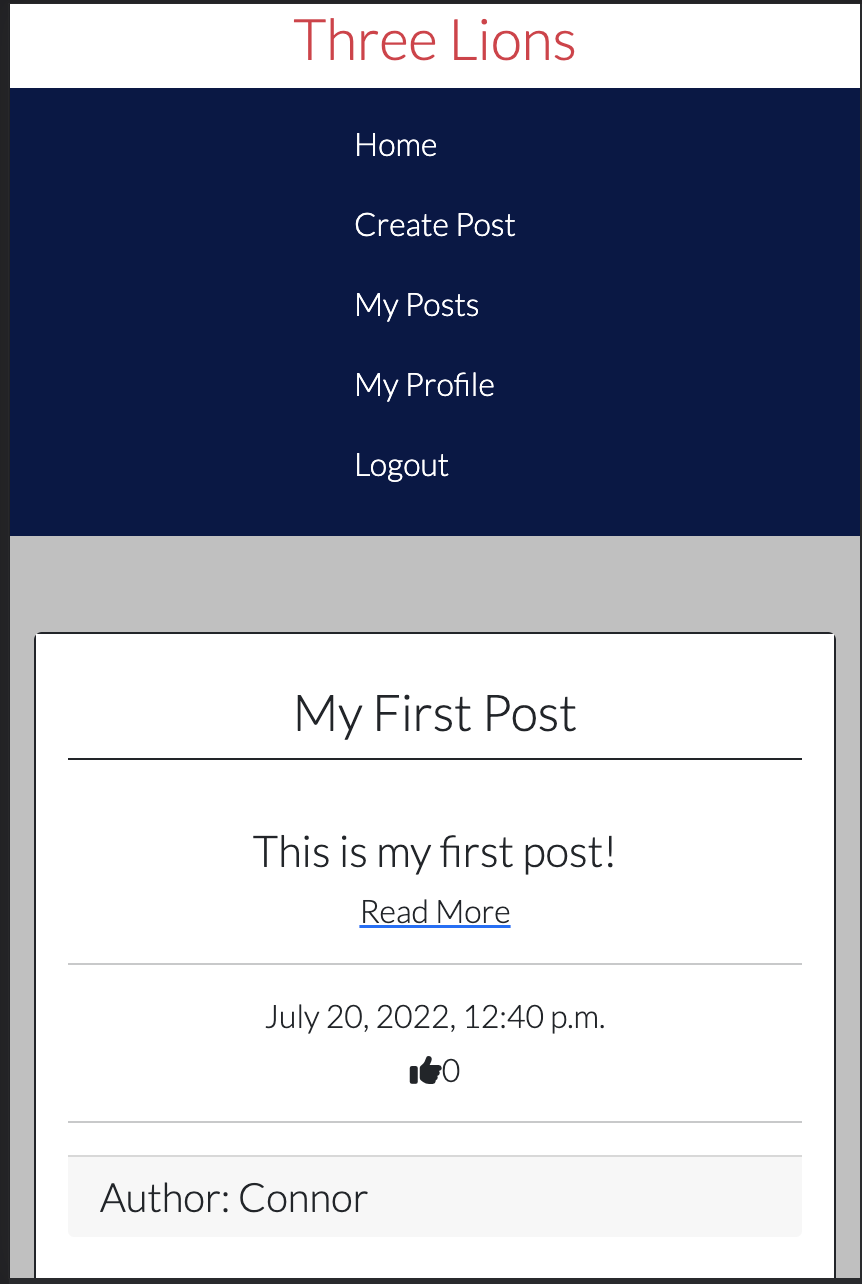 Three Lions
Home
Create Post
My Posts
My Profile
Logout
My First Post
This is my first post!
Read More
July 20, 2022, 12:40 p.m.
0
Author: Connor